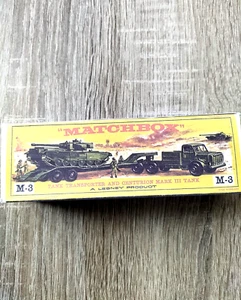 "MATCHBOX"
TANK TRANSPORTER AND CENTURION MARK III TANK
M-3 A LESNEY PRODUCT M-3